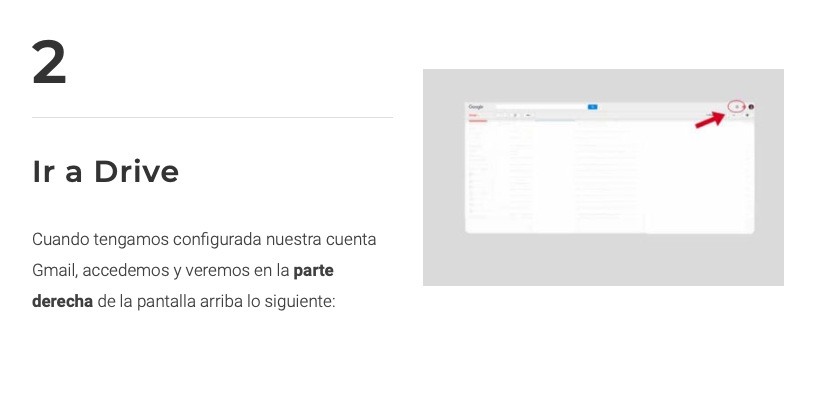 2
Ir a Drive
Cuando tengamos configurada nuestra cuenta
Gmail, accedemos y veremos en la parte
derecha de la pantalla arriba lo siguiente:
Google